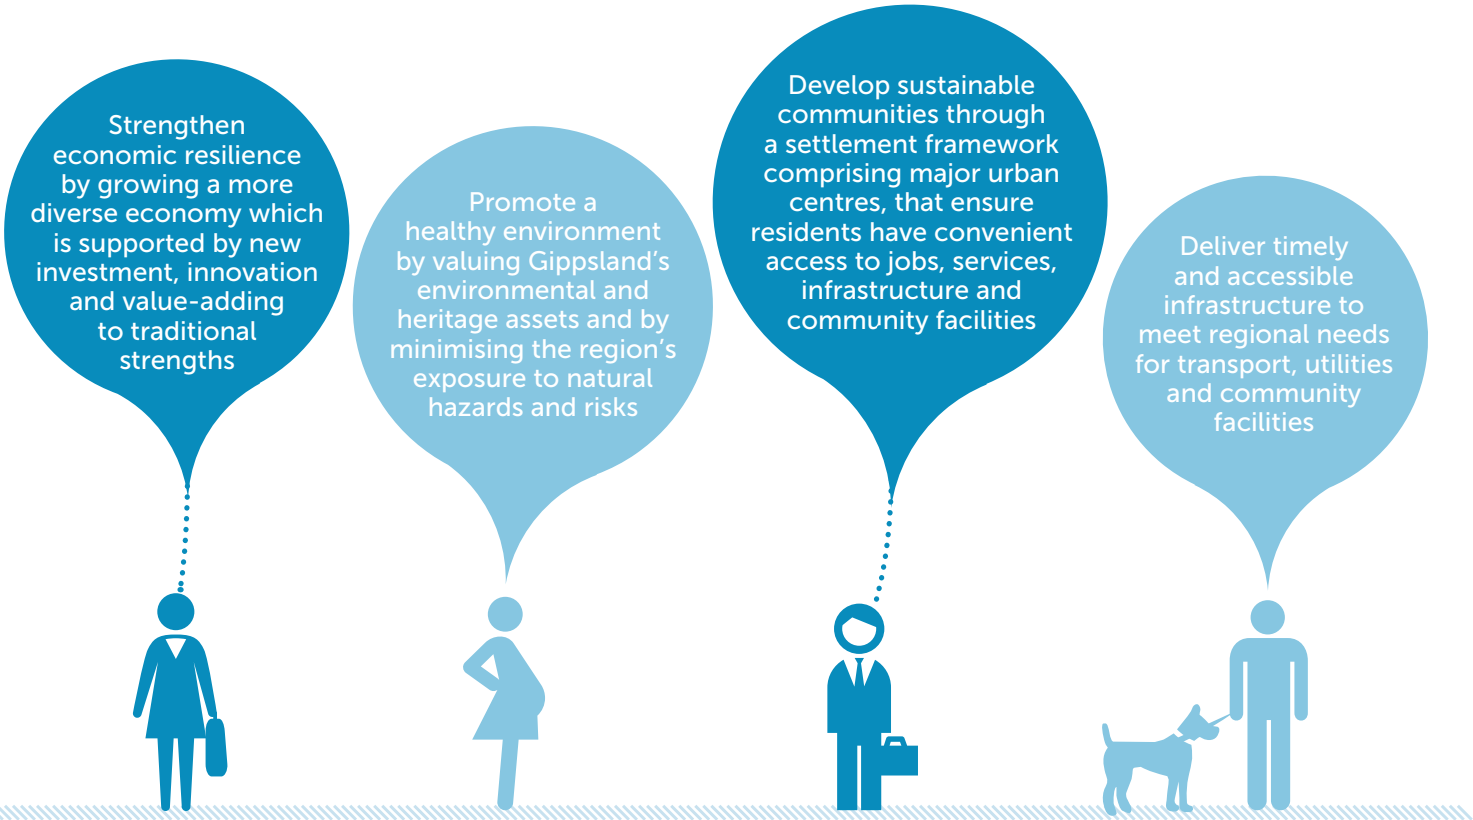 Strengthen
economic resilience
by growing a more
diverse economy which
is supported by new
investment, innovation
and value-adding
to traditional
strengths
Promote a
healthy environment
by valuing Gippsland's
environmental and
heritage assets and by
minimising the region's
exposure to natural
hazards and risks
Develop sustainable
communities through
a settlement framework
comprising major urban
centres, that ensure
residents have convenient
access to jobs, services,
infrastructure and
community facilities
Deliver timely
and accessible
infrastructure to
meet regional needs
for transport, utilities
and community
facilities